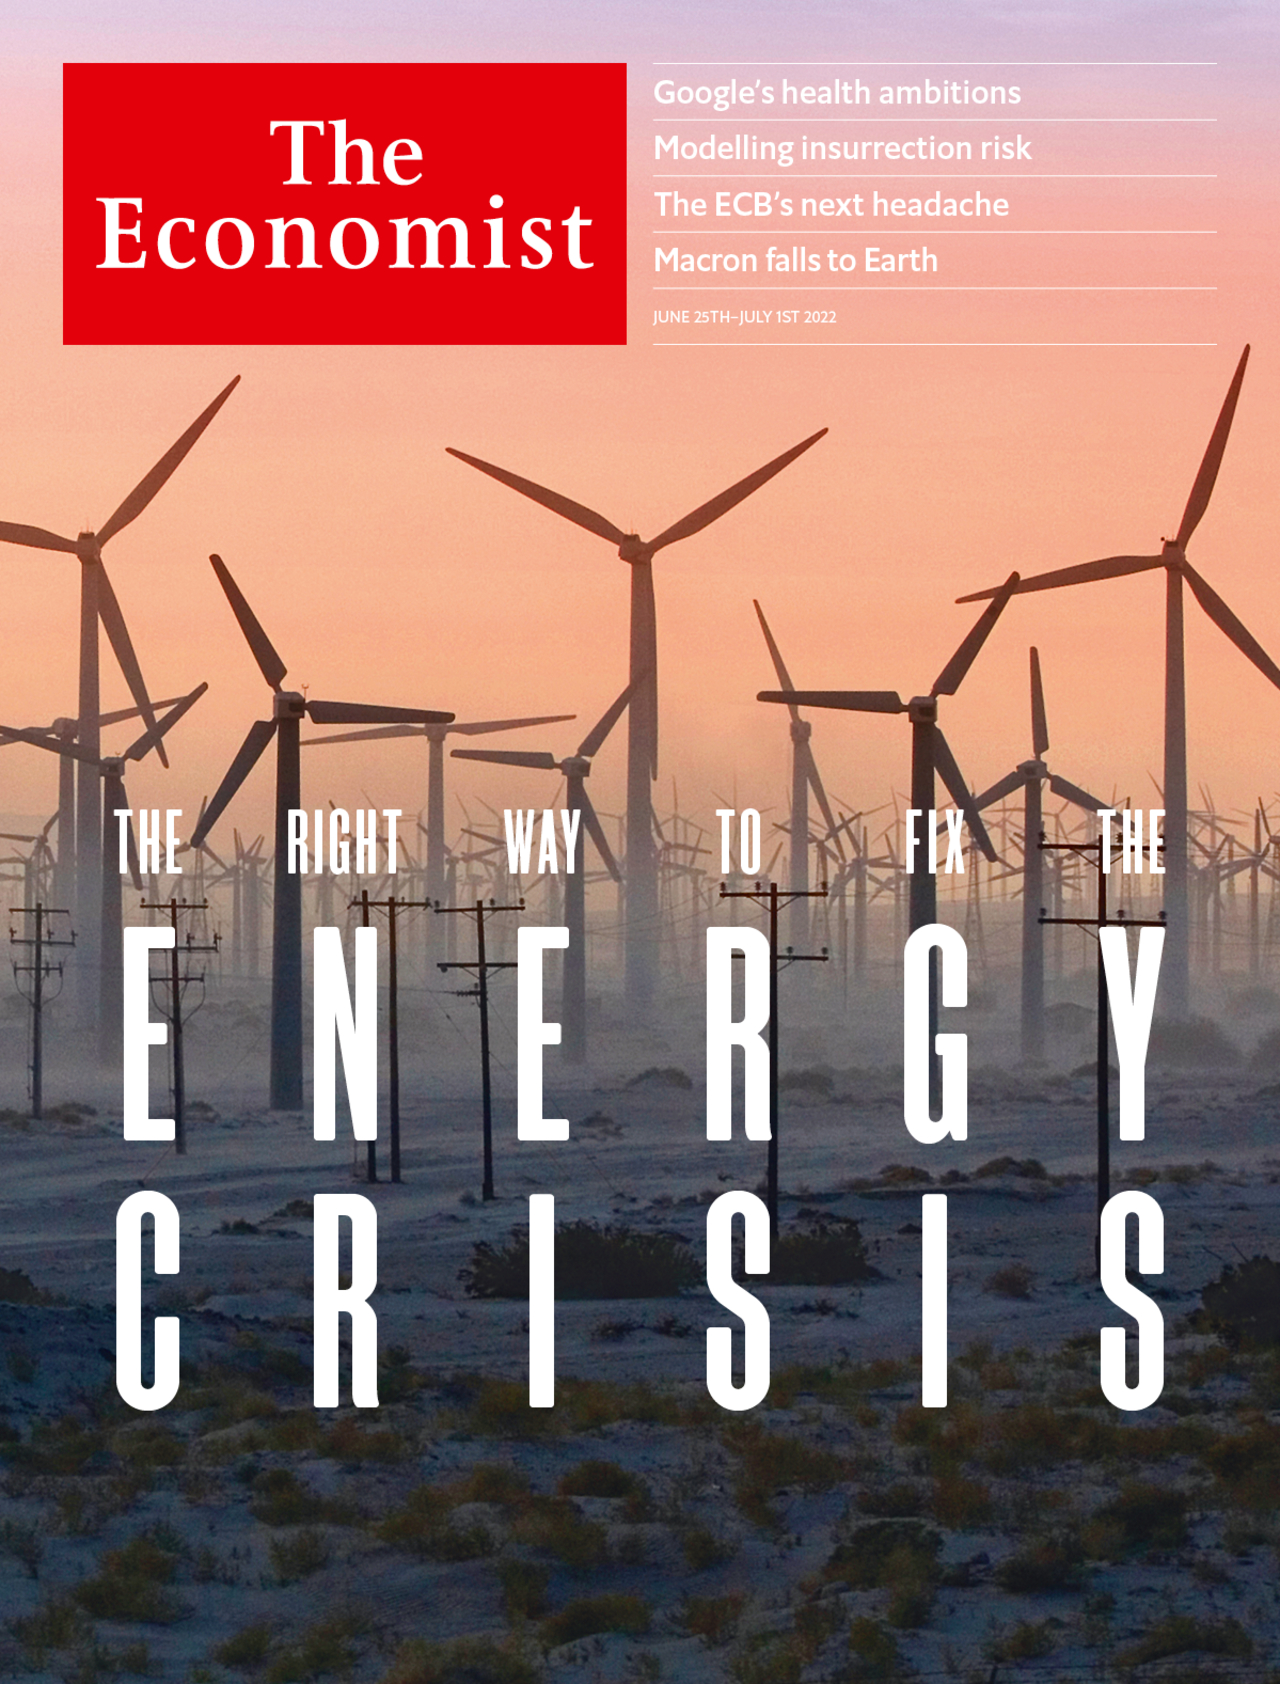 The
Economist
Google’s health ambitions
Modelling insurrection risk
The ECB’s next headache
Macron falls to Earth
JUNE 25TH–JULY 1ST 2022
THE RIGHT WAY TO FIX THE
ENERGY
CRISIS